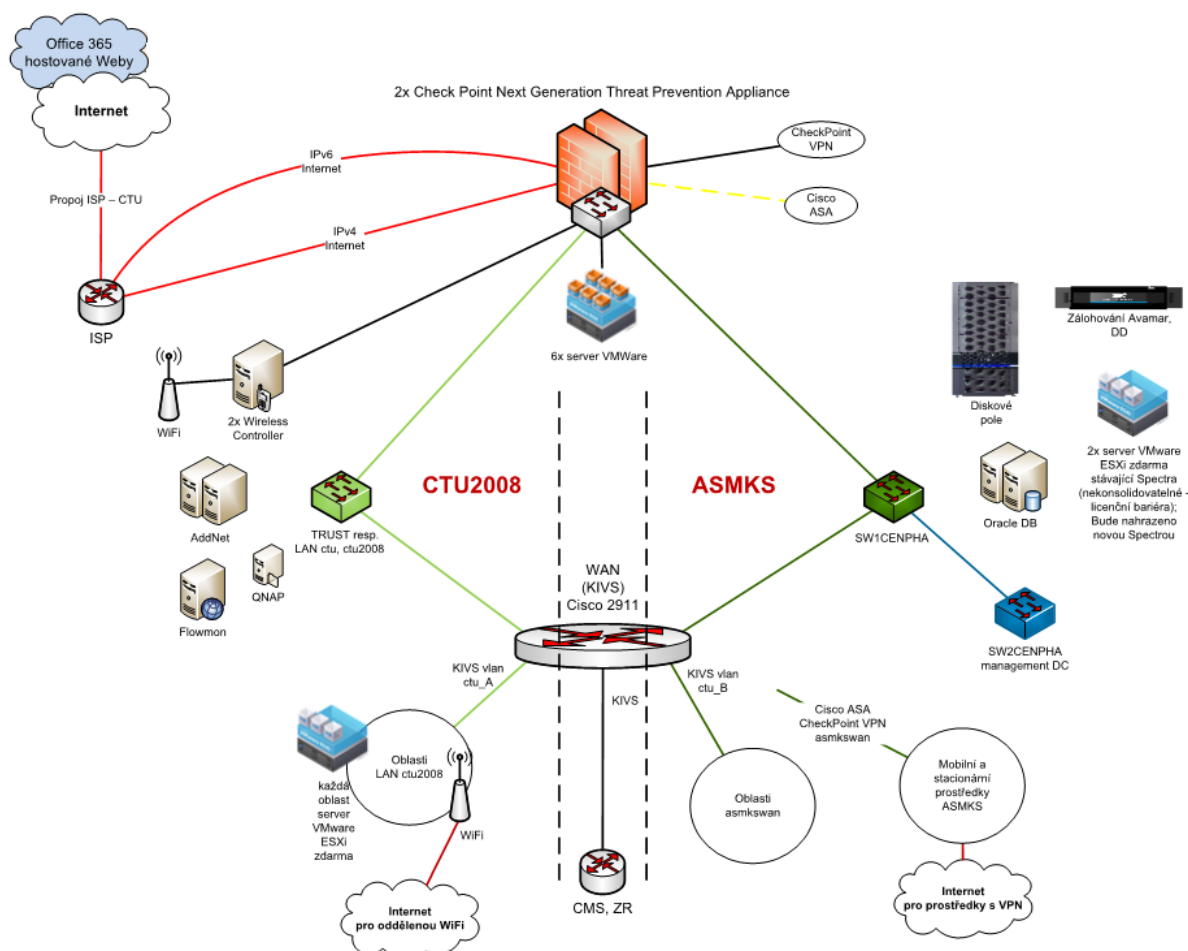 Office 365
hostované Weby
Internet
2x Check Point Next Generation Threat Prevention Appliance
CheckPoint
VPN
IPv6
Internet
Propoj ISP – CTU
Cisco
ASA
IPv4
Internet
ISP
6x server VMWare
Zálohování Avamar,
DD
Diskové
pole
WiFi
2x Wireless
Controller
2x server VMware
ESXi zdarma
stávající Spectra
(nekonsolidovatelné -
licenční bariéra);
Bude nahrazeno
novou Spectrou
CTU2008
ASMKS
Oracle DB
AddNet
TRUST resp.
LAN ctu, ctu2008
SW1CENPHA
QNAP
Flowmon
WAN
(KIVS)
Cisco 2911
SW2CENPHA
management DC
KIVS vlan
ctu_A
KIVS
KIVS vlan
ctu_B
Cisco ASA
CheckPoint VPN
asmkswan
Oblasti
LAN ctu2008
každá
oblast
server
VMware
ESXi
zdarma
WiFi
Oblasti
asmkswan
Mobilní a
stacionární
prostředky
ASMKS
Internet
pro oddělenou WiFi
CMS, ZR
Internet
pro prostředky s VPN